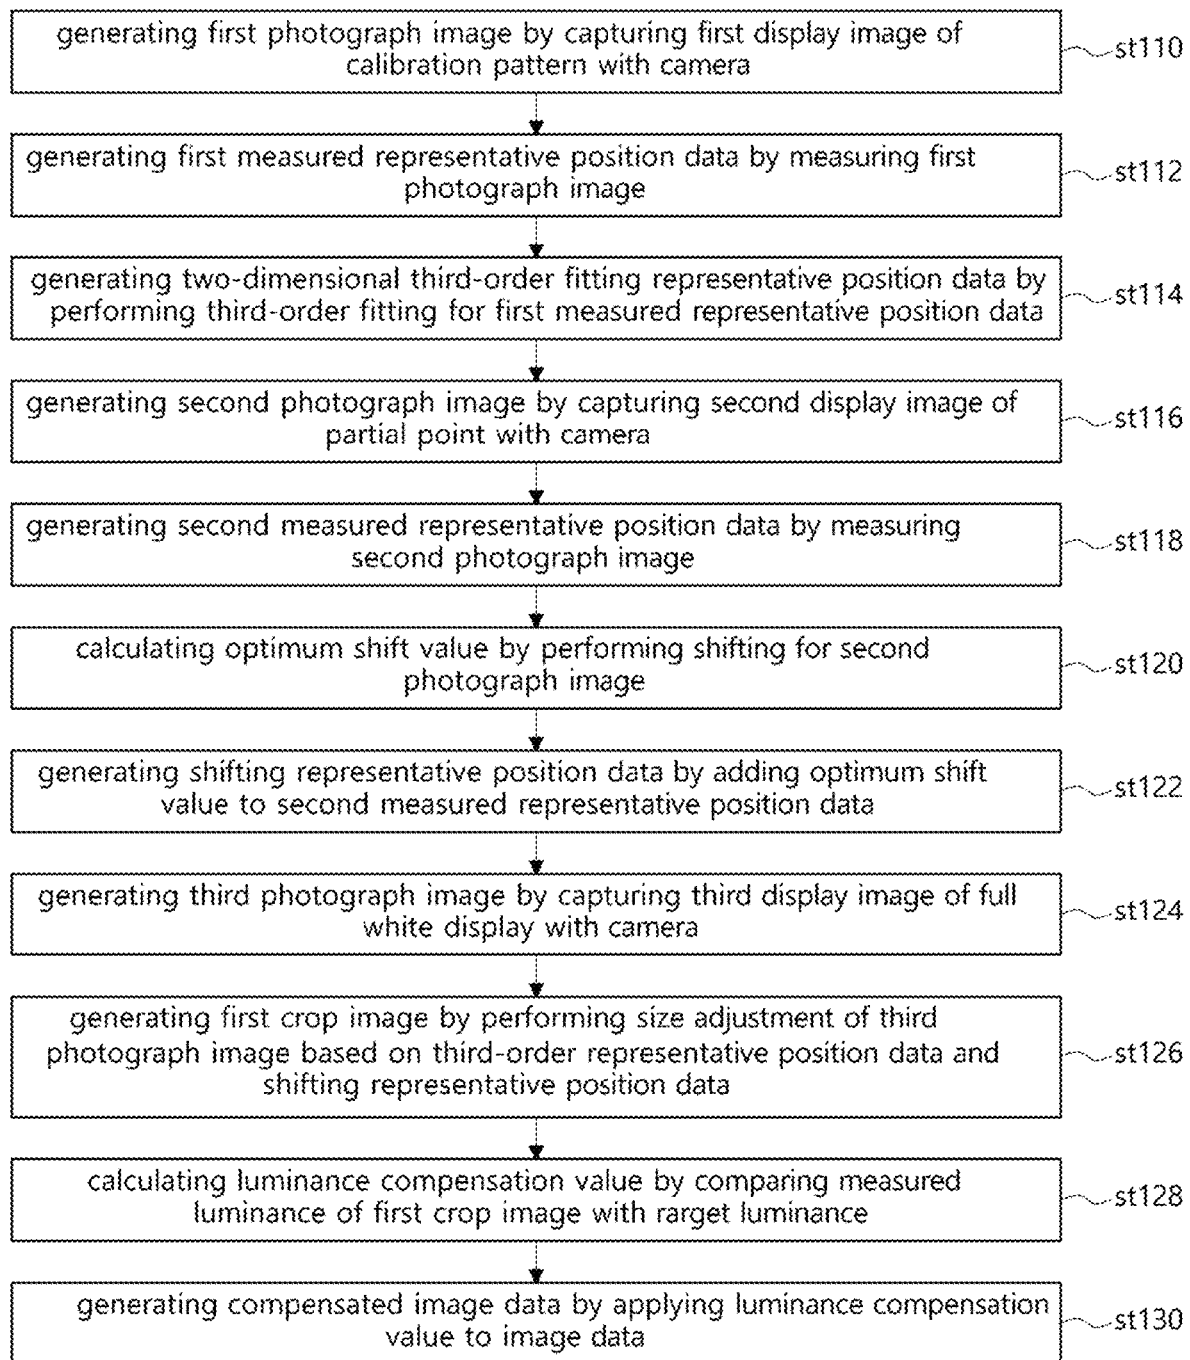 generating first photograph image by capturing first display image of
calibration pattern with camera
st110
generating first measured representative position data by measuring first
photograph image
st112
generating two-dimensional third-order fitting representative position data by
performing third-order fitting for first measured representative position data
st114
generating second photograph image by capturing second display image of
partial point with camera
st116
generating second measured representative position data by measuring
second photograph image
st118
calculating optimum shift value by performing shifting for second
photograph image
st120
generating shifting representative position data by adding optimum shift
value to second measured representative position data
st122
generating third photograph image by capturing third display image of full
white display with camera
st124
generating first crop image by performing size adjustment of third
photograph image based on third-order representative position data and
shifting representative position data
st126
calculating luminance compensation value by comparing measured
luminance of first crop image with rarget luminance
st128
generating compensated image data by applying luminance compensation
value to image data
st130